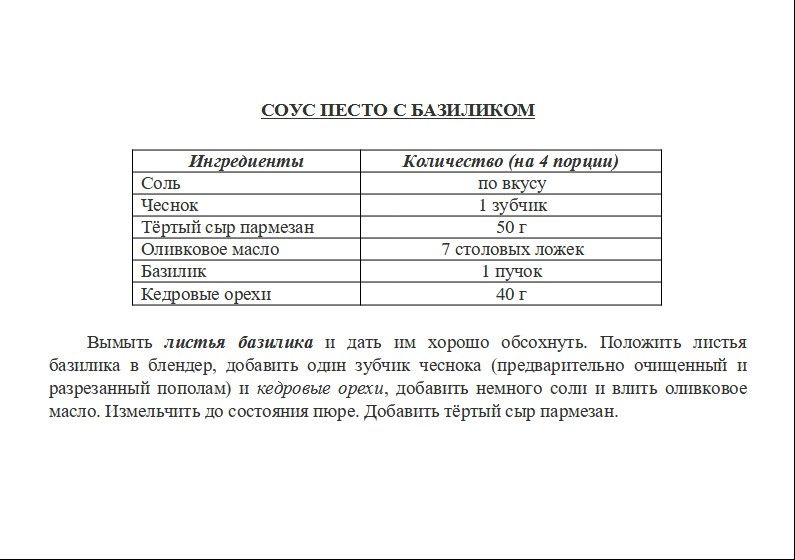 СОУС ПЕСТО С БАЗИЛИКОМ
Ингредиенты Количество (на 4 порции)
Соль по вкусу
Чеснок 1 зубчик
Тёртый сыр пармезан 50 г
Оливковое масло 7 столовых ложек
Базилик 1 пучок
Кедровые орехи 40 г
Вымыть листья базилика и дать им хорошо обсохнуть. Положить листья
базилика в блендер, добавить один зубчик чеснока (предварительно очищенный и
разрезанный пополам) и кедровые орехи, добавить немного соли и влить оливковое
масло. Измельчить до состояния пюре. Добавить тёртый сыр пармезан.